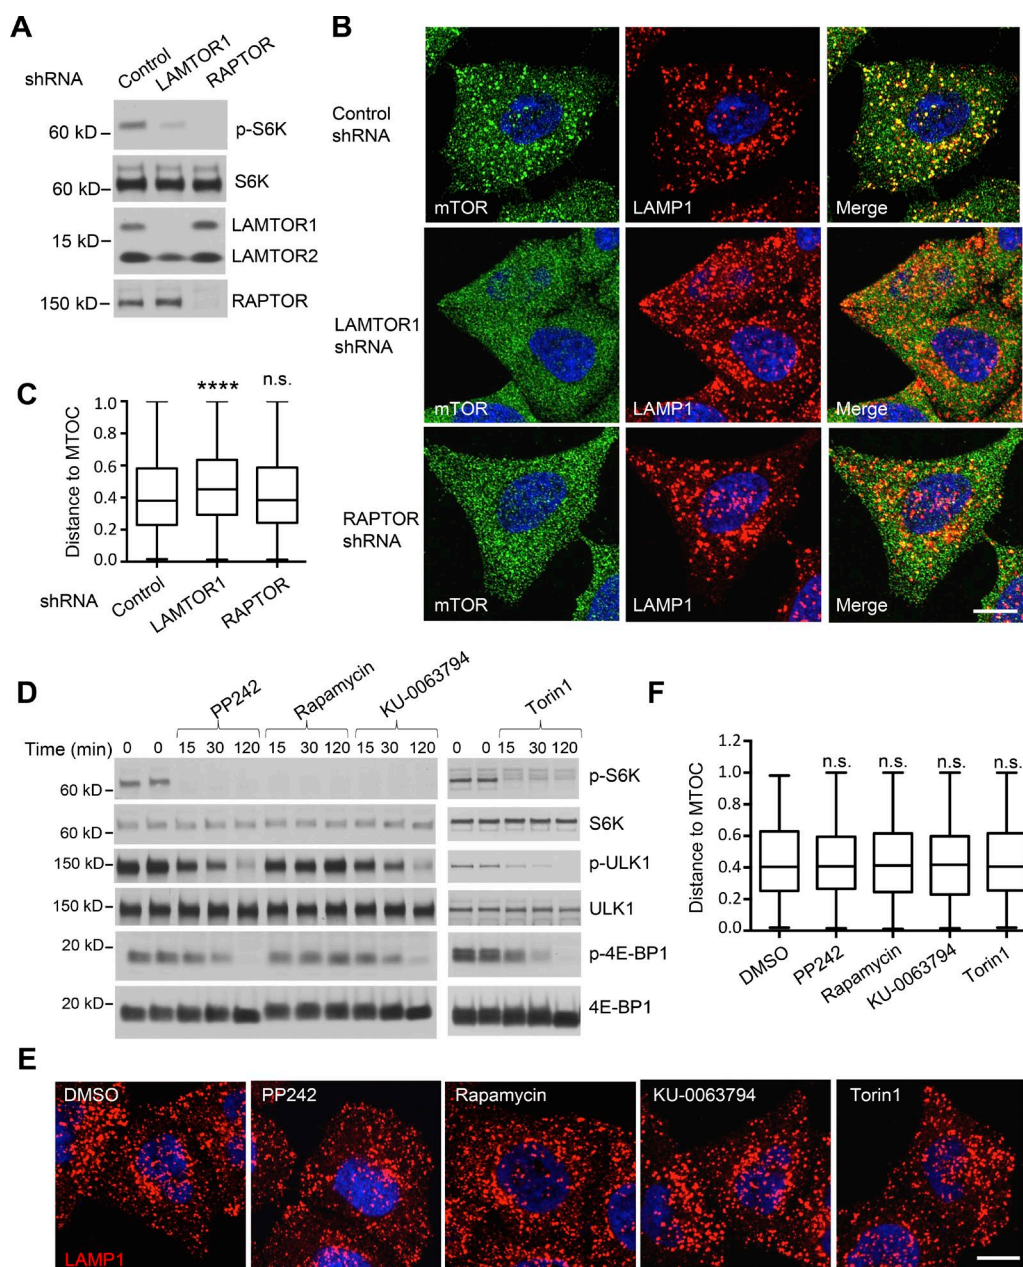 A
shRNA
Control
LAMTOR1
RAPTOR
60 kD
p-S6K
60 kD
S6K
15 kD
LAMTOR1
LAMTOR2
150 kD
RAPTOR
B
Control
shRNA
mTOR
LAMP1
Merge
LAMTOR1
shRNA
mTOR
LAMP1
Merge
RAPTOR
shRNA
mTOR
LAMP1
Merge
C
**** n.s.
Distance to MTOC
1.0
0.8
0.6
0.4
0.2
0.0
shRNA
Control
LAMTOR1
RAPTOR
D
PP242
Rapamycin
KU-0063794
Torin1
Time (min) 0 0 15 30 120 15 30 120 15 30 120 0 0 15 30 120
60 kD p-S6K
60 kD S6K
150 kD p-ULK1
150 kD ULK1
20 kD p-4E-BP1
20 kD 4E-BP1
F
Distance to MTOC
1.2
1.0
0.8
0.6
0.4
0.2
0.0
n.s. n.s. n.s. n.s.
DMSO
PP242
Rapamycin
KU-0063794
Torin1
E
DMSO
PP242
Rapamycin
KU-0063794
Torin1
LAMP1